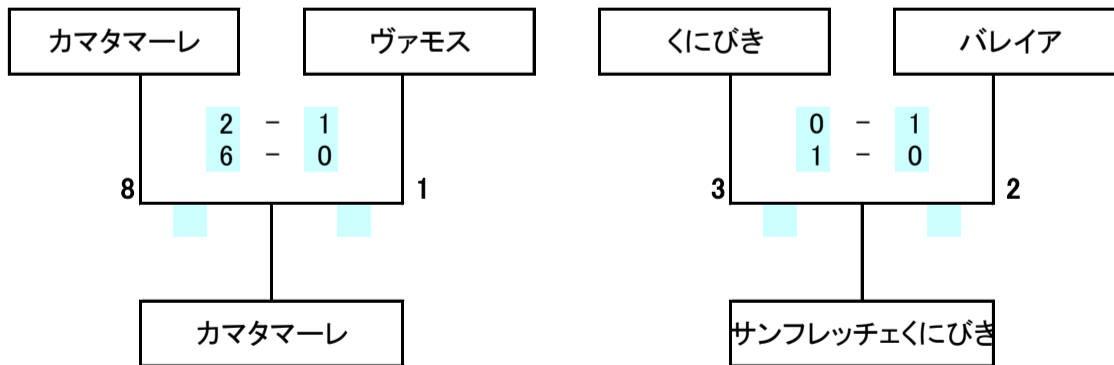 カマタマーレ ヴァモス くにびき バレイア
2 - 1 0 - 1
6 - 0 1 - 0
8 1 3 2
カマタマーレ サンフレッチェくにびき